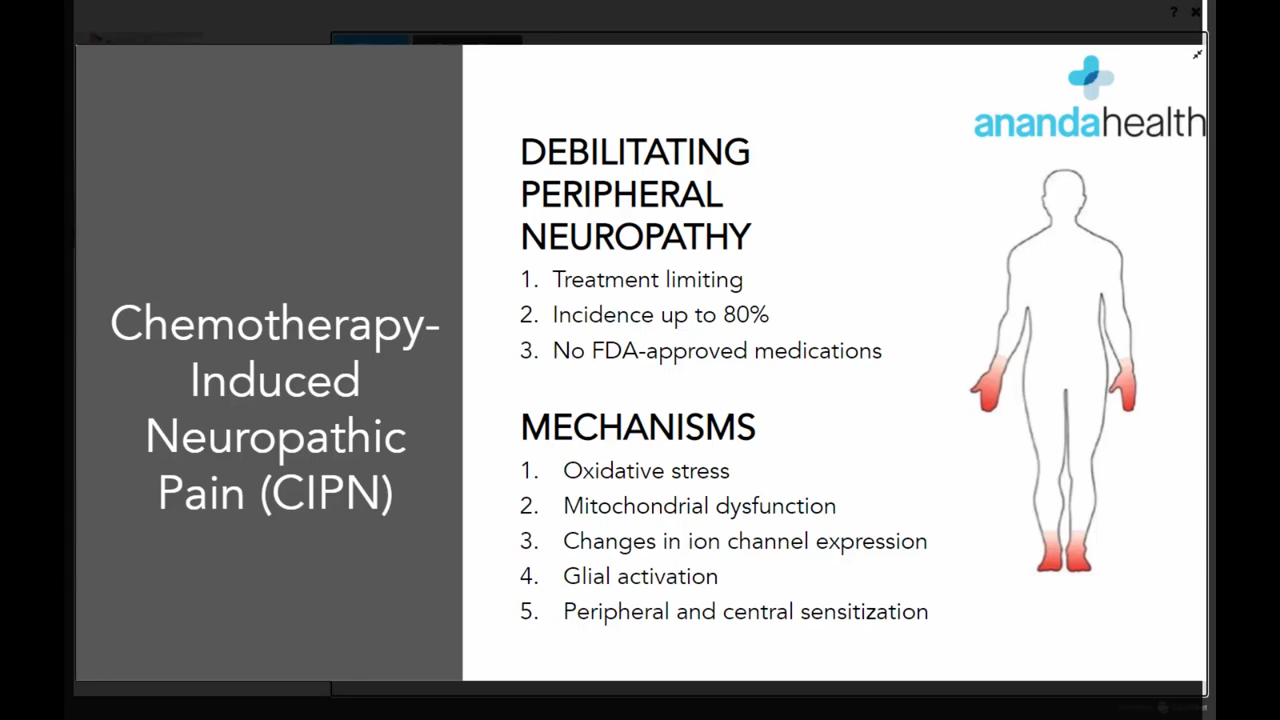 ?
anandahealth
Chemotherapy-
Induced
Neuropathic
Pain (CIPN)
DEBILITATING
PERIPHERAL
NEUROPATHY
1. Treatment limiting
2. Incidence up to 80%
3. No FDA-approved medications
MECHANISMS
1. Oxidative stress
2. Mitochondrial dysfunction
3. Changes in ion channel expression
4. Glial activation
5. Peripheral and central sensitization